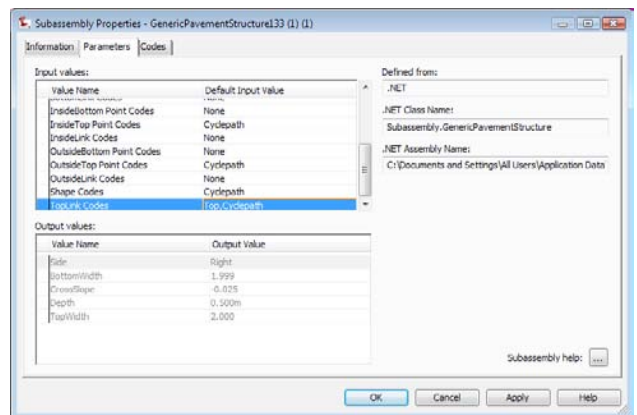 Subassembly Properties - GenericPavementStructure133 (1) (1)
Information Parameters Codes
Input values:
Value Name Default Input Value
InsideBottom Point Codes None
InsideTop Point Codes Cyclepath
InsideLink Codes None
OutsideBottom Point Codes None
OutsideTop Point Codes Cyclepath
OutsideLink Codes None
Shape Codes Cyclepath
TopLink Codes Top,Cyclepath
Output values:
Value Name Output Value
Side Right
BottomWidth 1.999
CrossSlope -0.025
Depth 0.500m
TopWidth 2.000
Defined from:
.NET
.NET Class Name:
Subassembly.GenericPavementStructure
.NET Assembly Name:
C:\Documents and Settings\All Users\Application Data
Subassembly help: ...
OK Cancel Apply Help